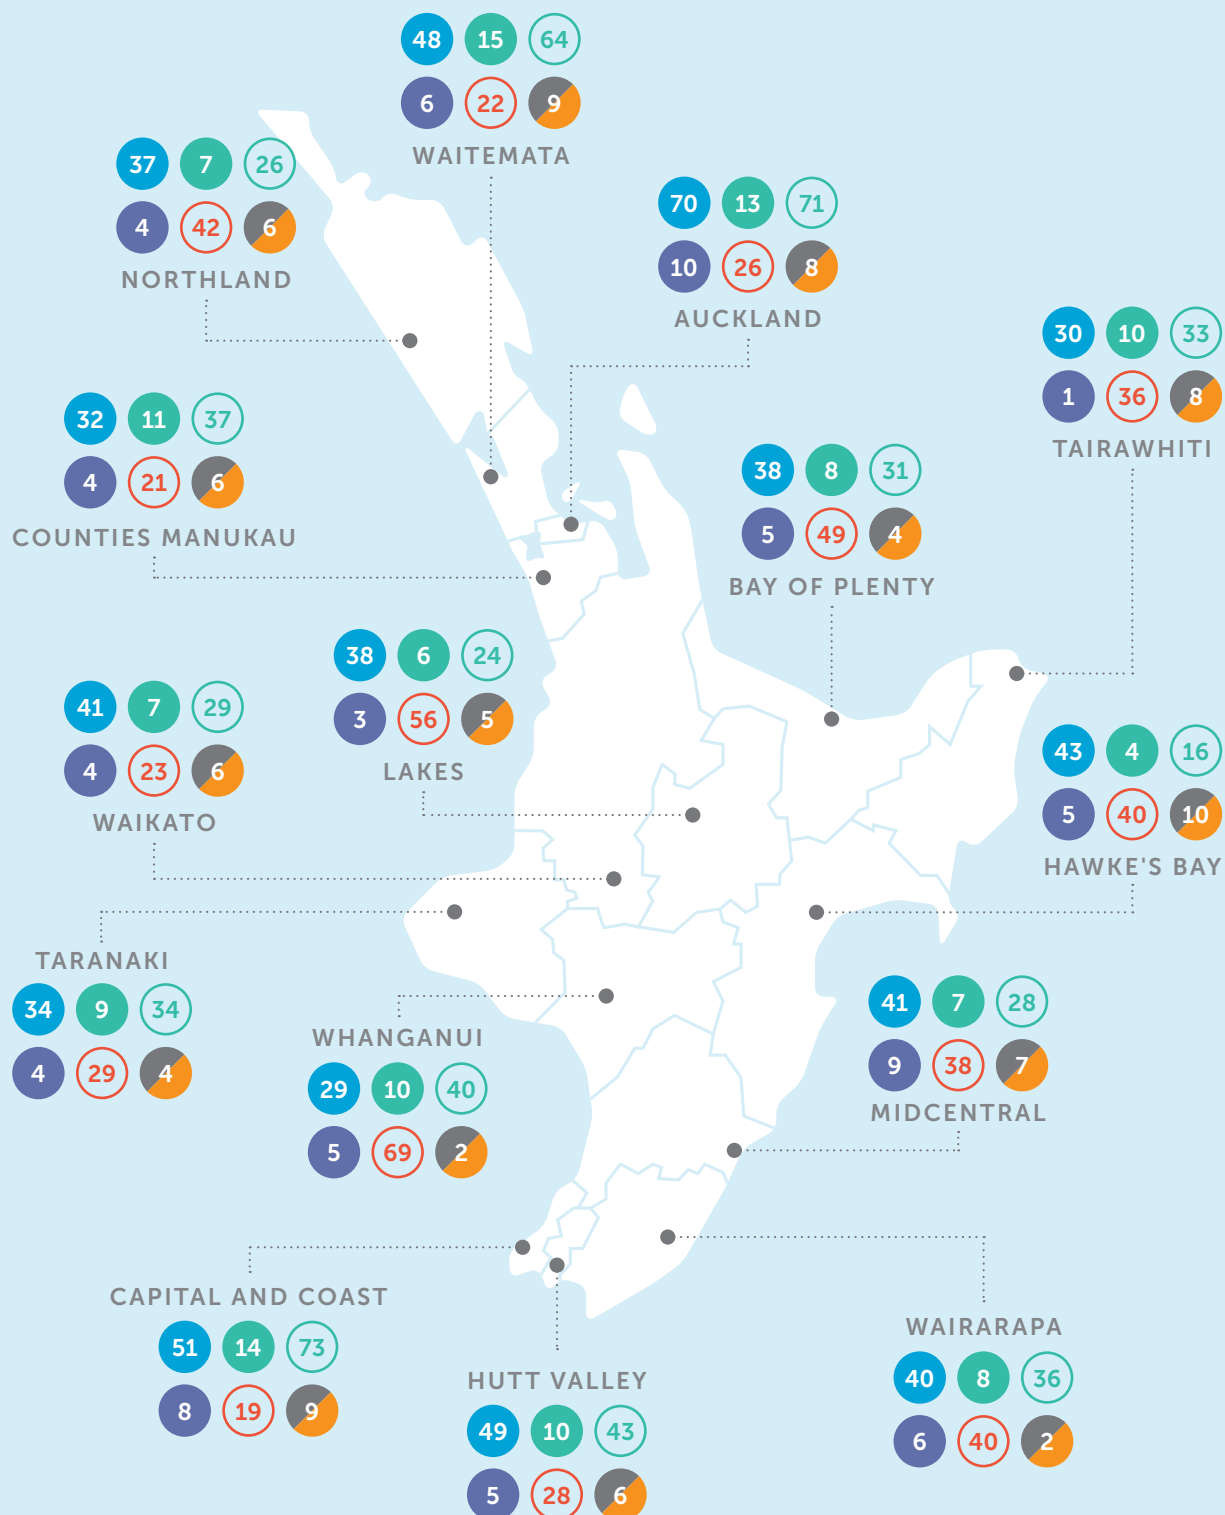 48 15 64
6 22 9
WAITEMATA
37 7 26
4 42 6
NORTHLAND
70 13 71
10 26 8
AUCKLAND
30 10 33
1 36 8
TAIRAWHITI
32 11 37
4 21 6
COUNTIES MANUKAU
38 8 31
5 49 4
BAY OF PLENTY
38 6 24
3 56 5
LAKES
41 7 29
4 23 6
WAIKATO
43 4 16
5 40 10
HAWKE'S BAY
TARANAKI
34 9 34
4 29 4
WHANGANUI
29 10 40
5 69 2
41 7 28
9 38 7
MIDCENTRAL
CAPITAL AND COAST
51 14 73
8 19 9
HUTT VALLEY
49 10 43
5 28 6
WAIRARAPA
40 8 36
6 40 2